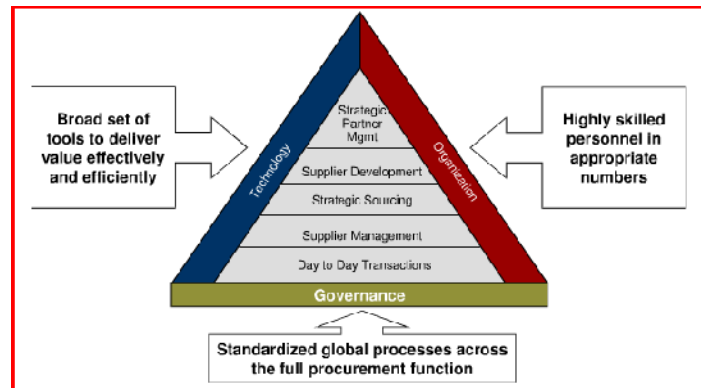 Broad set of
tools to deliver
value effectively
and efficiently
Technology
Strategic
Partner
Mgmt
Supplier Development
Strategic Sourcing
Supplier Management
Day to Day Transactions
Organization
Highly skilled
personnel in
appropriate
numbers
Governance
Standardized global processes across
the full procurement function